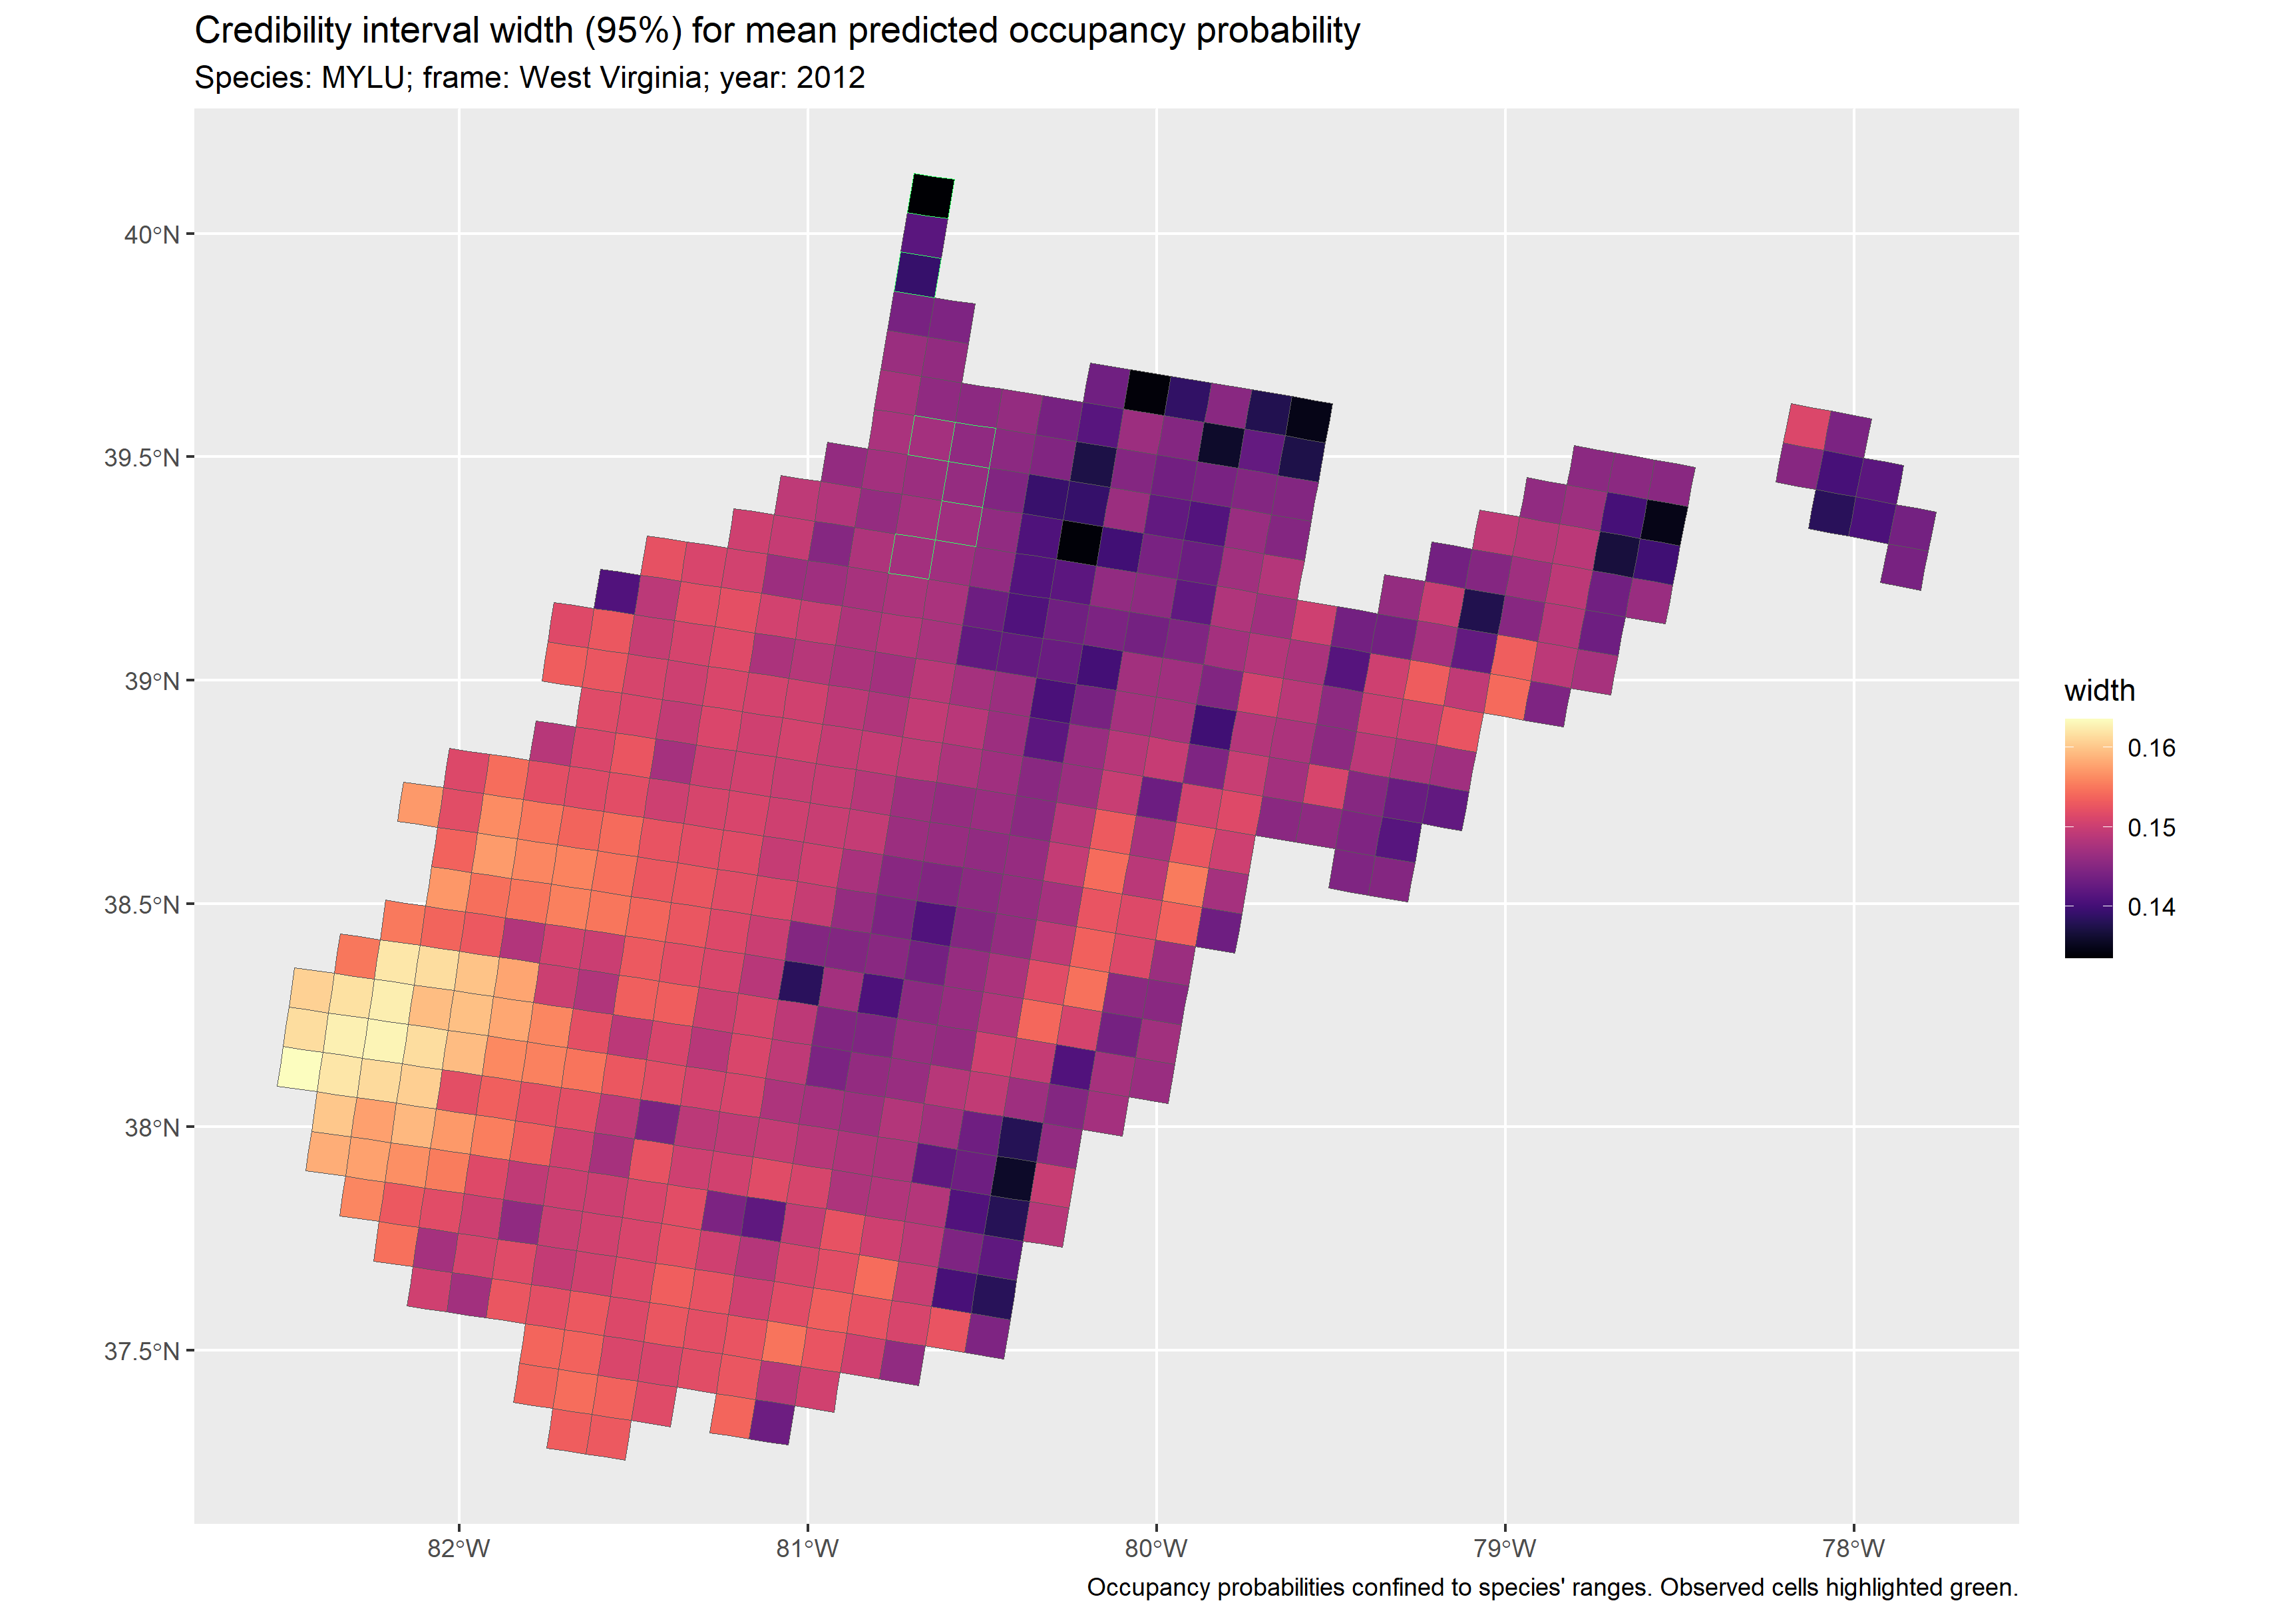 Credibility interval width (95%) for mean predicted occupancy probability
Species: MYLU; frame: West Virginia; year: 2012
40°N
39.5°N
39°N
38.5°N
38°N
37.5°N
82°W
81°W
80°W
79°W
78°W
width
0.16
0.15
0.14
Occupancy probabilities confined to species' ranges. Observed cells highlighted green.